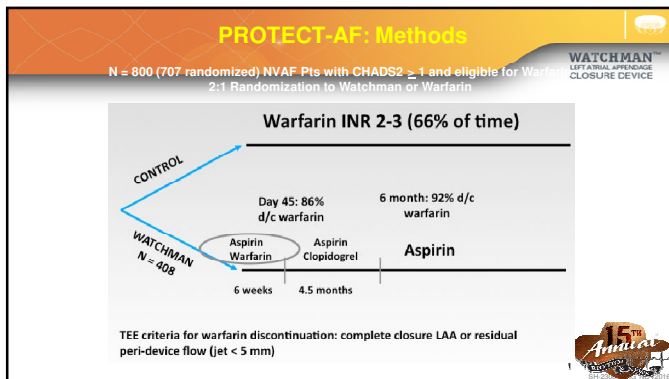 PROTECT-AF: Methods
N = 800 (707 randomized) NVAF Pts with CHADS2 > 1 and eligible for
2:1 Randomization to Watchman or Warfarin
WATCHMAN™
LEFT ATRIAL APPENDAGE
CLOSURE DEVICE
Warfarin INR 2-3 (66% of time)
CONTROL
Day 45: 86%
d/c warfarin
6 month: 92% d/c
warfarin
WATCHMAN
N = 408
Aspirin
Warfarin
Aspirin
Clopidogrel
Aspirin
6 weeks
4.5 months
TEE criteria for warfarin discontinuation: complete closure LAA or residual
peri-device flow (jet < 5 mm)
15th
Annual